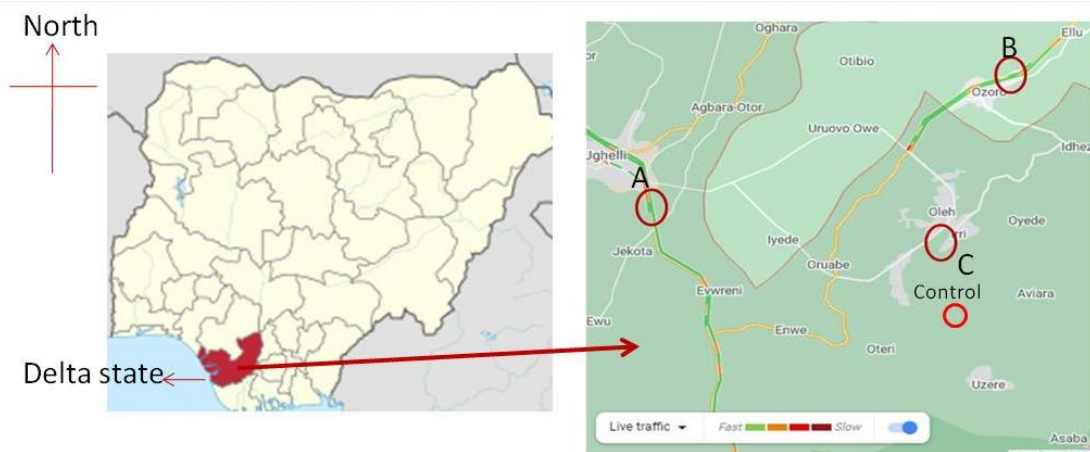 North
Delta state
Oghara
Ellu
B
Otibio
Ozoro
Agbara-Otor
Uruovo Owe
Idhez
Ughelli
A
Oleh
rri
Oyede
Iyede
Jekota
Oruabe
C
Evwreni
Control
Aviara
Ewu
Enwe
Oteri
Uzere
Live traffic
Fast
Slow
Asaba